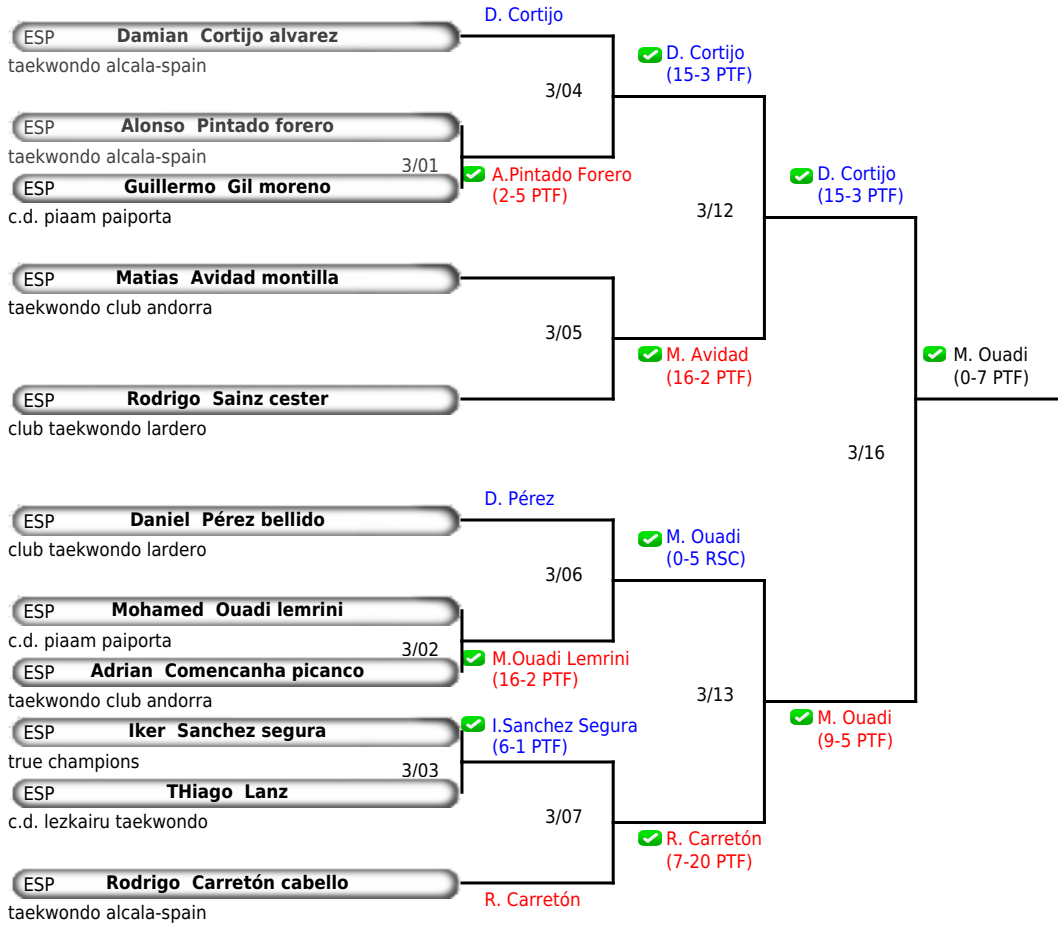 D. Cortijo
ESP Damian Cortijo alvarez
taekwondo alcala-spain
D. Cortijo
(15-3 PTF)
3/04
ESP Alonso Pintado forero
taekwondo alcala-spain
3/01
A.Pintado Forero
(2-5 PTF)
ESP Guillermo Gil moreno
c.d. piaam paiporta
D. Cortijo
(15-3 PTF)
3/12
ESP Matias Avidad montilla
taekwondo club andorra
3/05
M. Avidad
(16-2 PTF)
M. Ouadi
(0-7 PTF)
ESP Rodrigo Sainz cester
club taekwondo lardero
3/16
D. Pérez
ESP Daniel Pérez bellido
club taekwondo lardero
M. Ouadi
(0-5 RSC)
3/06
ESP Mohamed Ouadi lemrini
c.d. piaam paiporta
3/02
M.Ouadi Lemrini
(16-2 PTF)
ESP Adrian Comencanha picanco
taekwondo club andorra
3/13
M. Ouadi
(9-5 PTF)
ESP Iker Sanchez segura
true champions
I.Sanchez Segura
(6-1 PTF)
3/03
ESP THiago Lanz
c.d. lezkairu taekwondo
3/07
R. Carretón
(7-20 PTF)
ESP Rodrigo Carretón cabello
taekwondo alcala-spain
R. Carretón